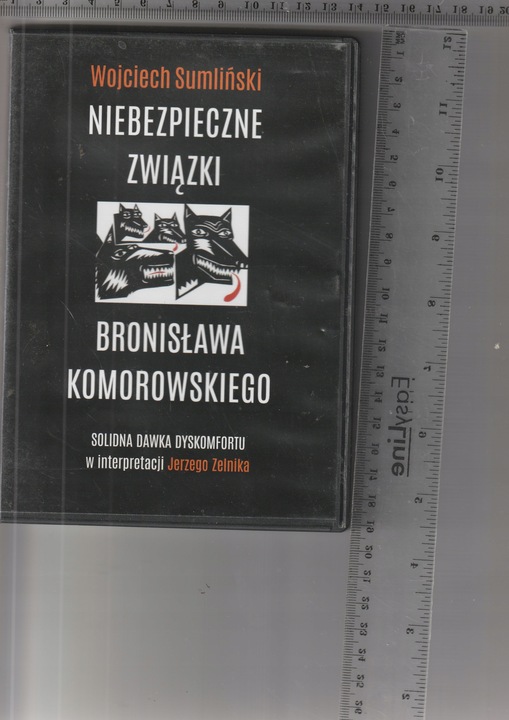 Wojciech Sumliński
NIEBEZPIECZNE
ZWIĄZKI
BRONISŁAWA
KOMOROWSKIEGO
SOLIDNA DAWKA DYSKOMFORTU
w interpretacji Jerzego Zelnika
EasyLine